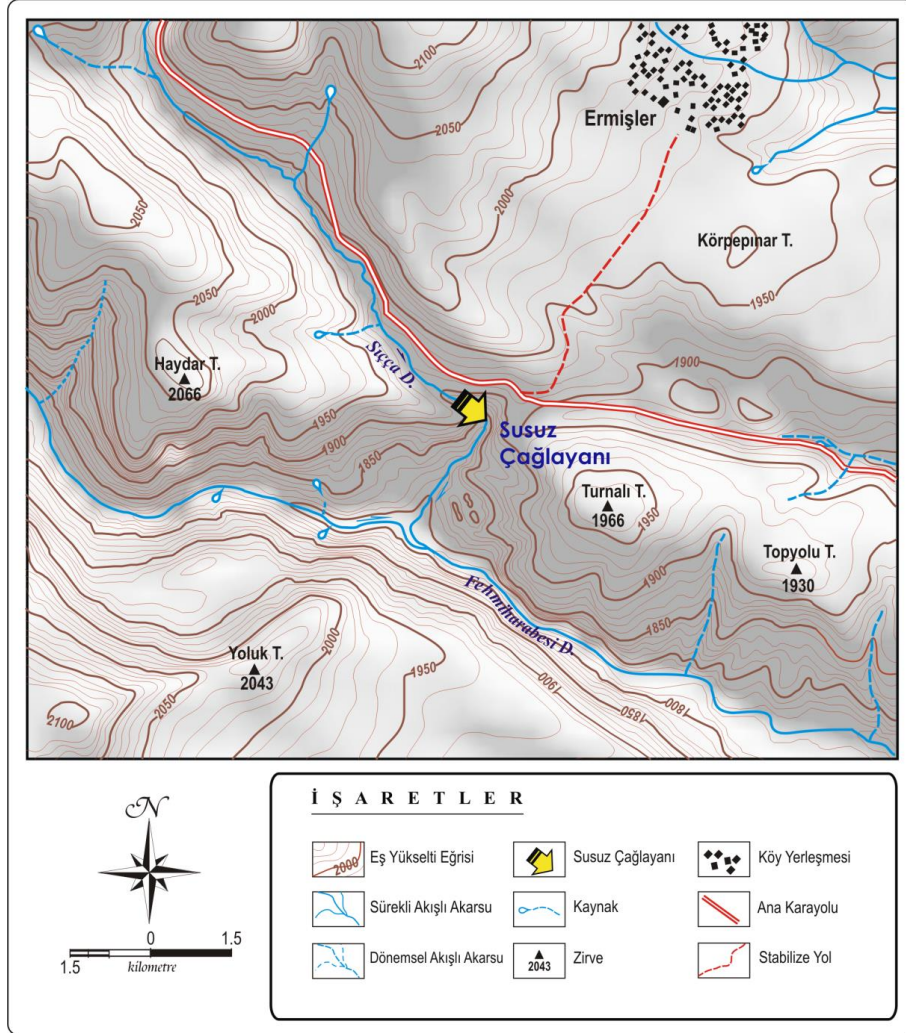 2100
2050
Ermişler
2000
2050
Körpepınar T.
1950
2050
2000
Haydar T.
2066
Sıçça D.
1900
1950
1900
1850
Susuz
Çağlayanı
Turnalı T.
1966
1950
Topyolu T.
1930
1900
1850
Fehmiharabesi D.
Yoluk T.
2043
2000
1950
1900
1850
1800
2050
2100
N
İ Ş A R E T L E R
2000
Eş Yükselti Eğrisi
Susuz Çağlayanı
Köy Yerleşmesi
Sürekli Akışlı Akarsu
Kaynak
Ana Karayolu
Dönemsel Akışlı Akarsu
2043
Zirve
Stabilize Yol
0
1.5
1.5
kilometre